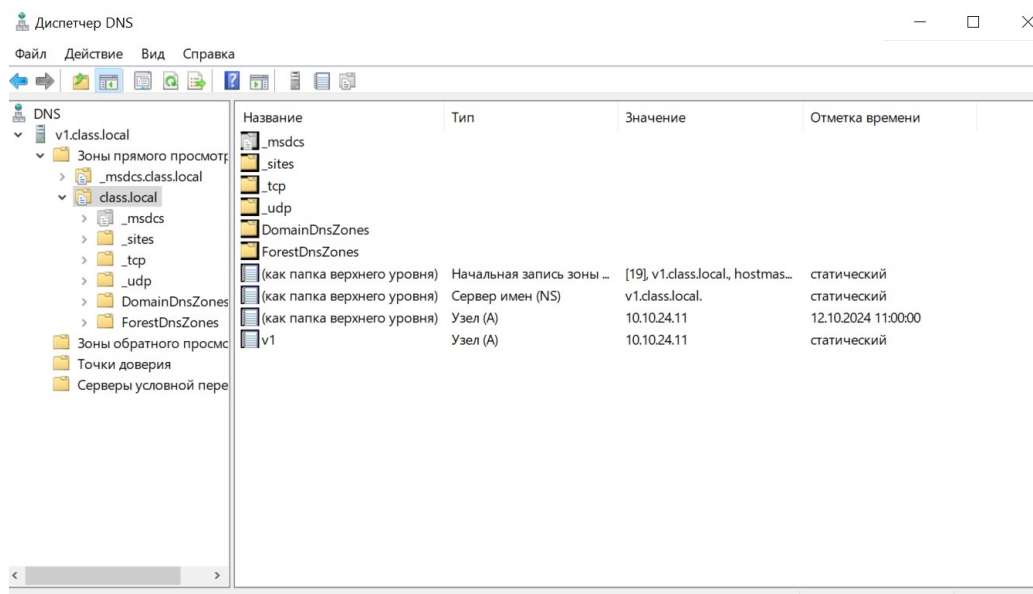 Диспетчер DNS
Файл Действие Вид Справка
DNS
v1.class.local
Зоны прямого просмотр
_msdcs.class.local
class.local
_msdcs
_sites
_tcp
_udp
DomainDnsZones
ForestDnsZones
Зоны обратного просмо
Точки доверия
Серверы условной пере
Название Тип Значение Отметка времени
_msdcs
_sites
_tcp
_udp
DomainDnsZones
ForestDnsZones
(как папка верхнего уровня) Начальная запись зоны ... [19], v1.class.local., hostmas... статический
(как папка верхнего уровня) Сервер имен (NS) v1.class.local. статический
(как папка верхнего уровня) Узел (A) 10.10.24.11 12.10.2024 11:00:00
v1 Узел (A) 10.10.24.11 статический